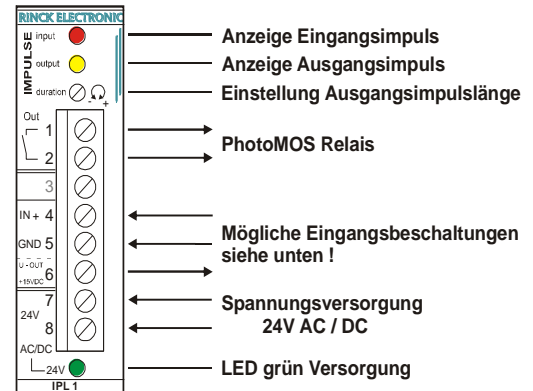 RINCK ELECTRONIC
IMPULSE
input
Anzeige Eingangsimpuls
output
Anzeige Ausgangsimpuls
duration - +
Einstellung Ausgangsimpulslänge
Out
1
PhotoMOS Relais
2
3
IN + 4
Mögliche Eingangsbeschaltungen
GND 5
siehe unten !
U - OUT
+15VDC 6
7
Spannungsversorgung
24V
24V AC / DC
8
AC/DC
24V
LED grün Versorgung
IPL 1